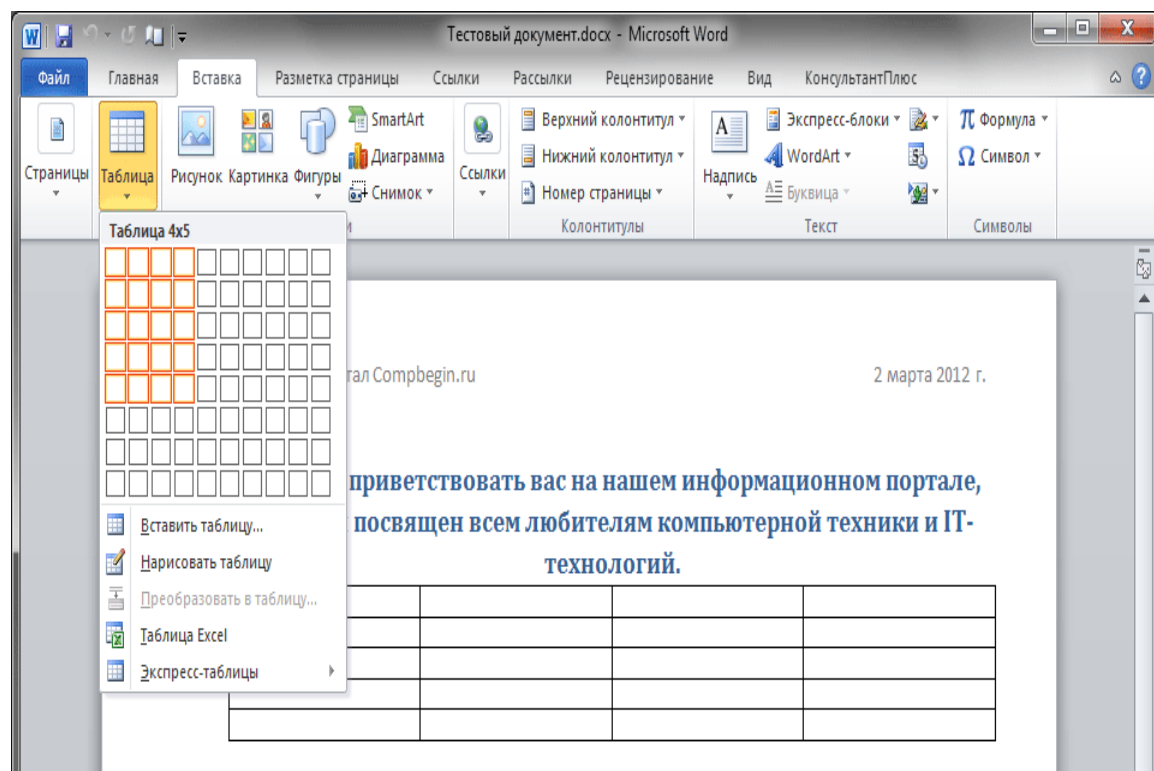 Тестовый документ.docx - Microsoft Word
Файл Главная Вставка Разметка страницы Ссылки Рассылки Рецензирование Вид КонсультантПлюс
Страницы
Таблица
Рисунок Картинка Фигуры
SmartArt
Диаграмма
Снимок
Ссылки
Верхний колонтитул
Нижний колонтитул
Номер страницы
Колонтитулы
Надпись
Экспресс-блоки
WordArt
Буквица
Текст
Формула
Символ
Символы
Таблица 4x5
Вставить таблицу...
Нарисовать таблицу
Преобразовать в таблицу...
Таблица Excel
Экспресс-таблицы
Compbegin.ru 2 марта 2012 г.
приветствовать вас на нашем информационном портале,
посвящен всем любителям компьютерной техники и IT-
технологий.